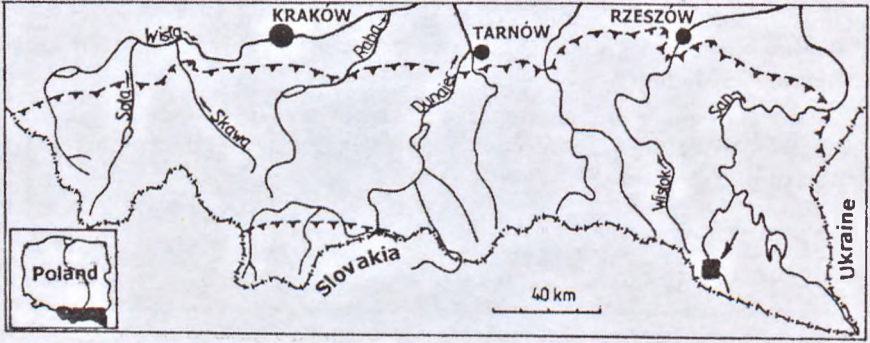 KRAKÓW
TARNÓW
RZESZÓW
Wisła
Raba
Soła
Skawa
Dunajec
San
Wisłok
Ukraine
Slovakia
Poland
40 km